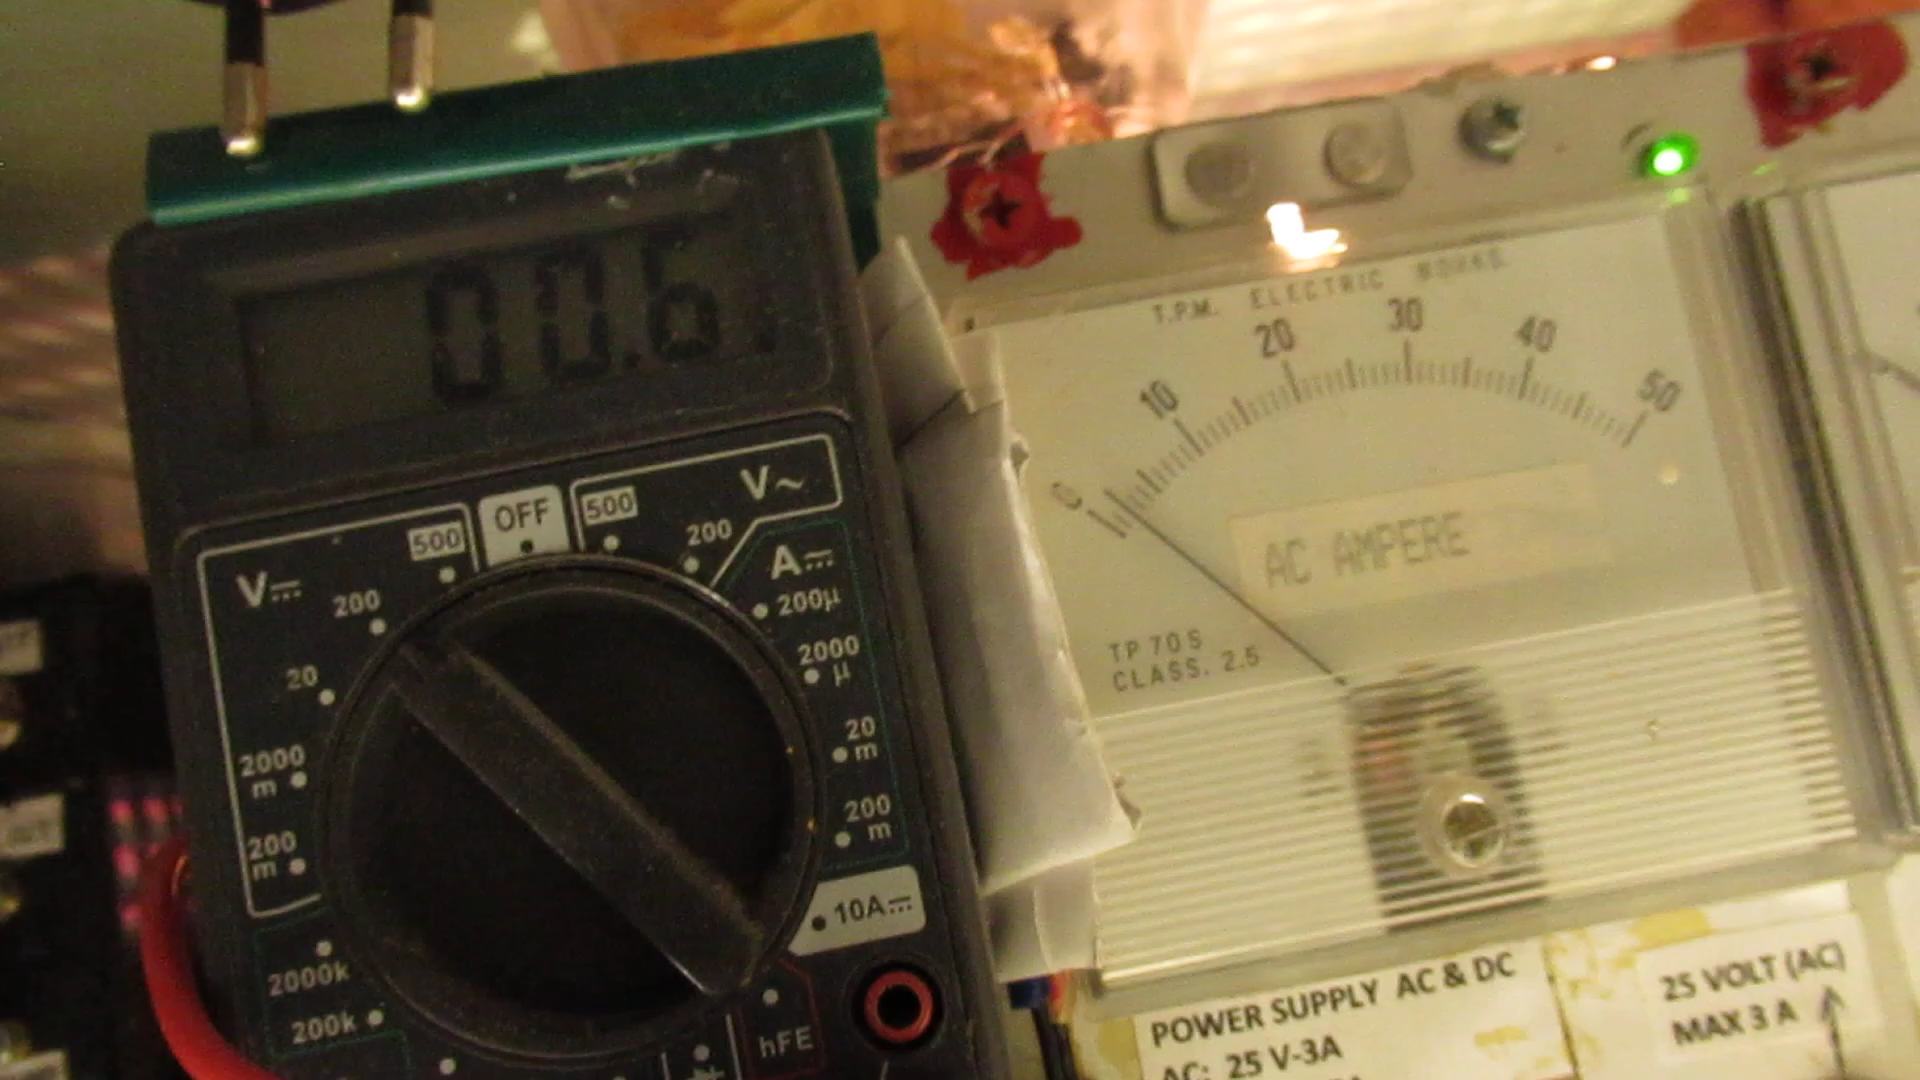 00.6
OFF
500
V⎓
200
20
2000
m
200
m
2000k
200k
500
V~
200
A⎓
200µ
2000
µ
20
m
200
m
10A⎓
hFE
T.P.M. ELECTRIC WORKS
0 10 20 30 40 50
AC AMPERE
TP 70 S
CLASS. 2.5
POWER SUPPLY AC & DC
AC: 25 V-3A
25 VOLT (AC)
MAX 3 A